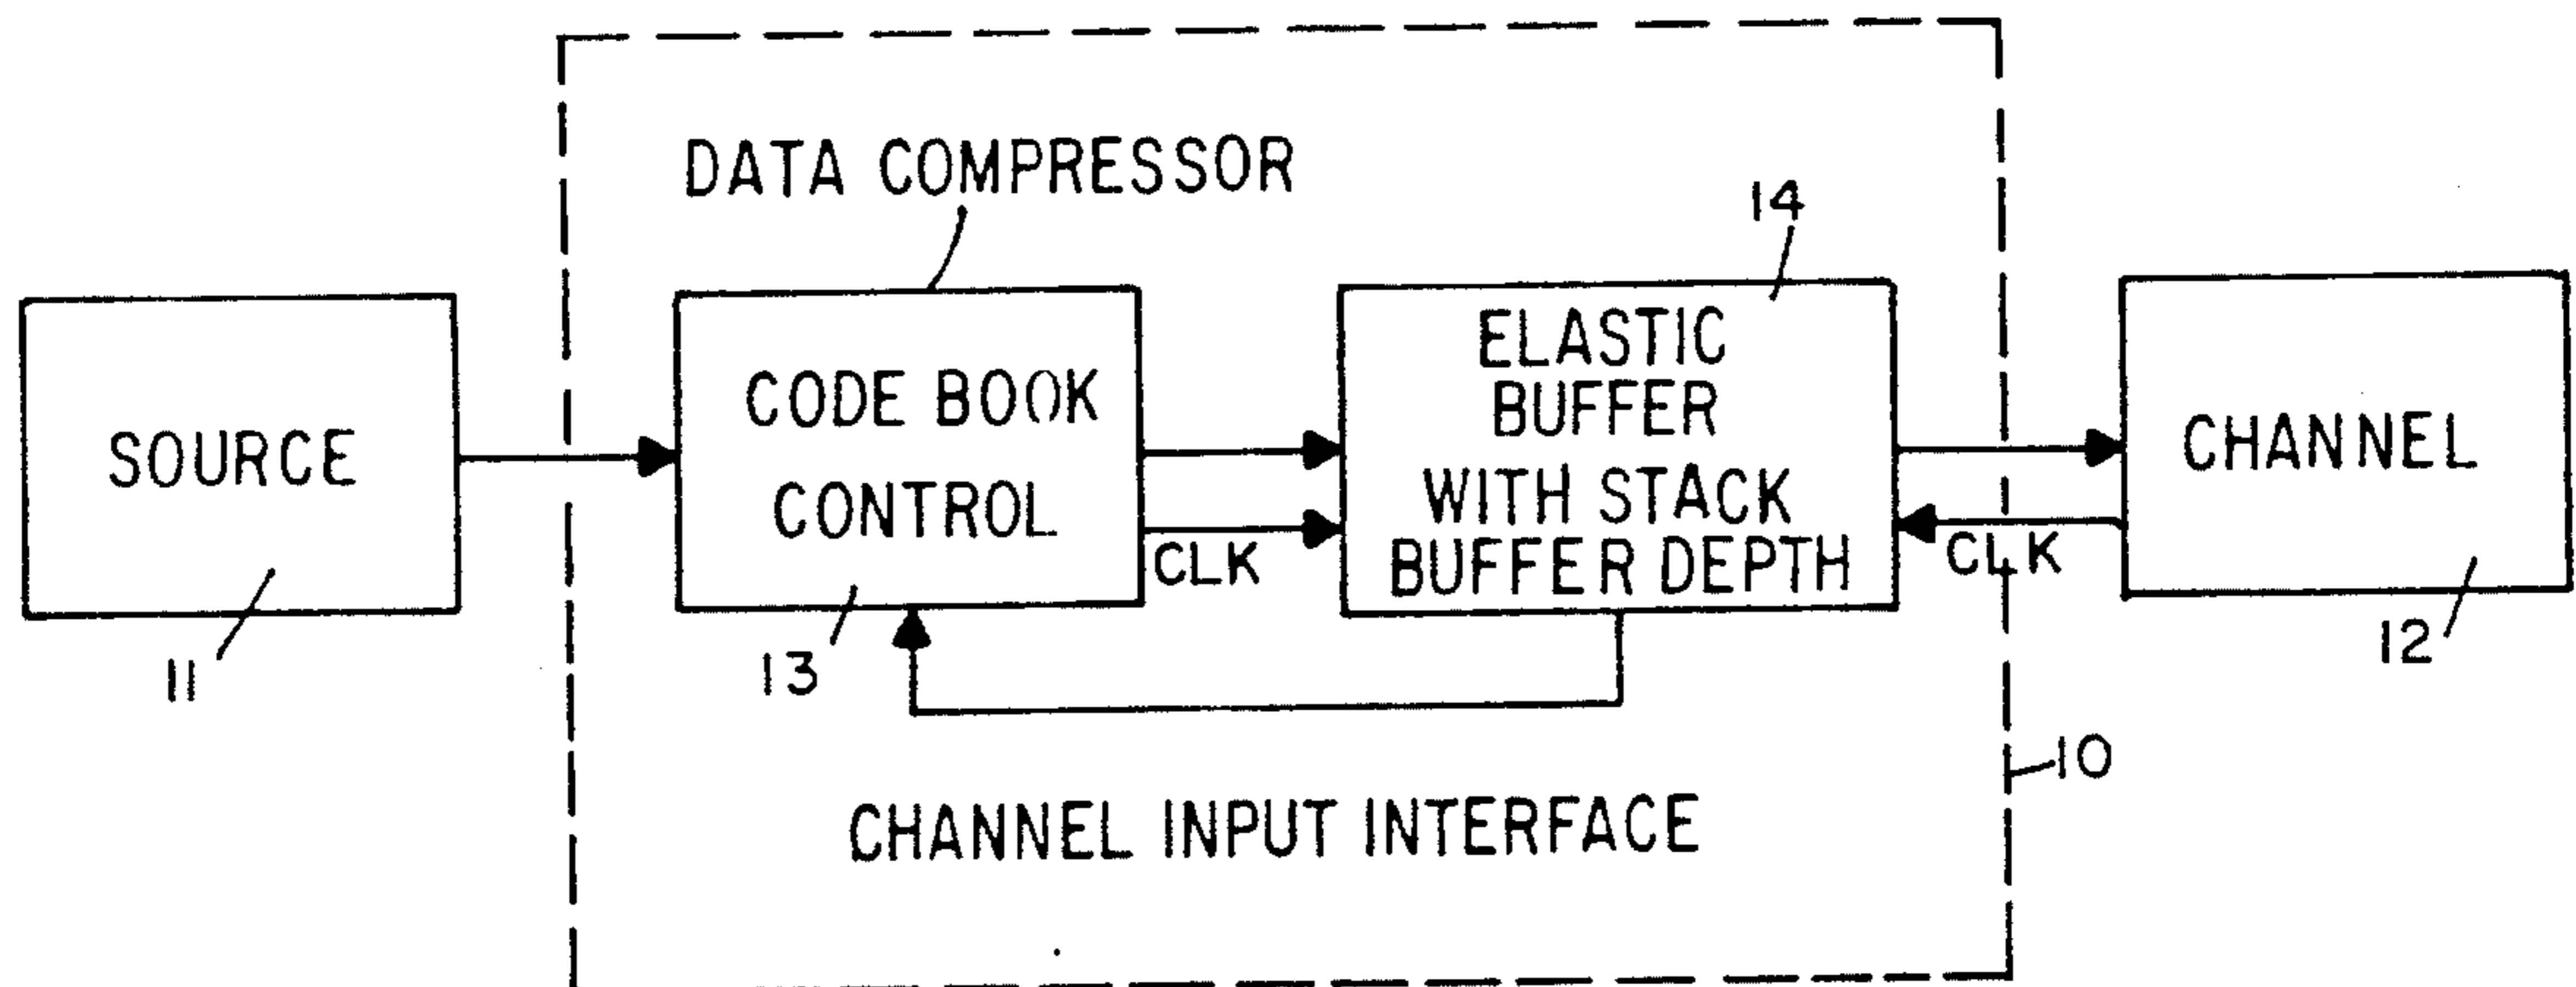 DATA COMPRESSOR
14
SOURCE
CODE BOOK
CONTROL
CLK
ELASTIC
BUFFER
WITH STACK
BUFFER DEPTH
CLK
CHANNEL
11
13
12
10
CHANNEL INPUT INTERFACE